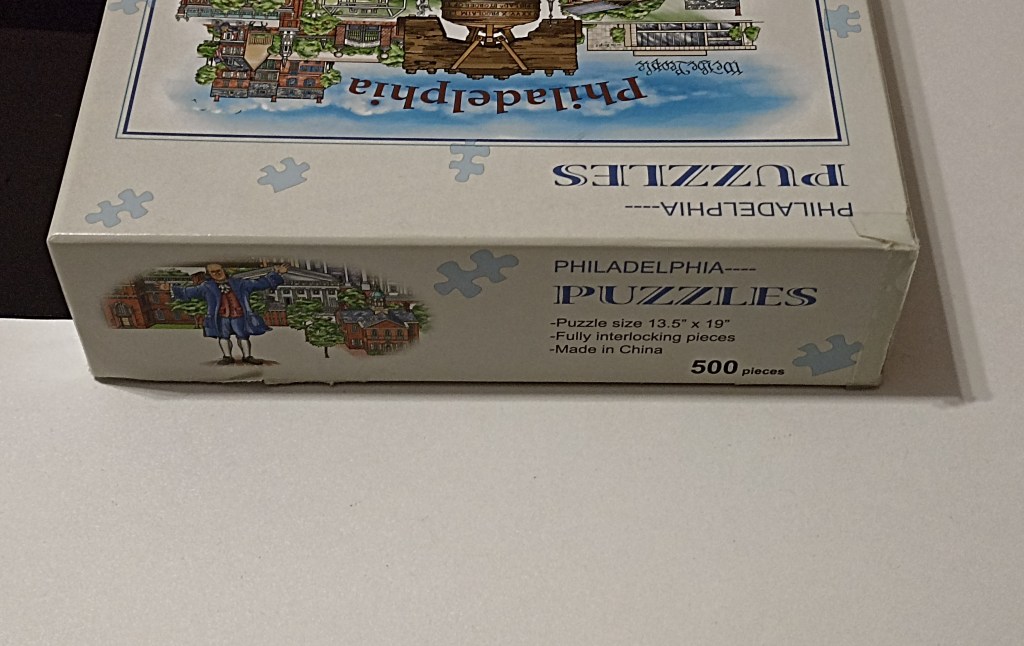 We the People
Philadelphia
PUZZLES
PHILADELPHIA----
PHILADELPHIA----
PUZZLES
-Puzzle size 13.5" x 19"
-Fully interlocking pieces
-Made in China
500 pieces